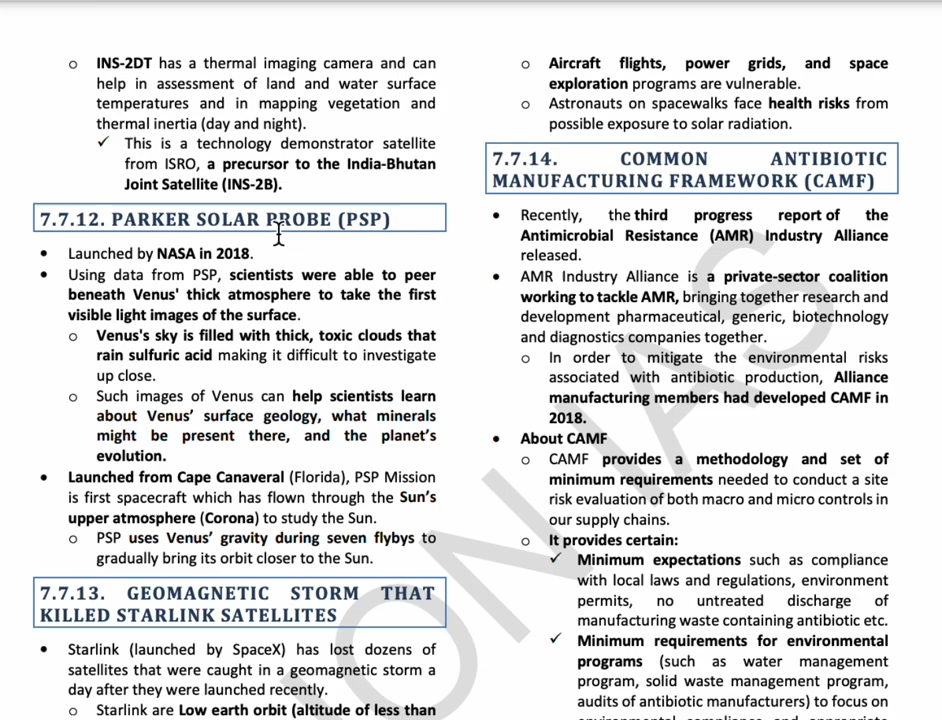 o INS-2DT has a thermal imaging camera and can
help in assessment of land and water surface
temperatures and in mapping vegetation and
thermal inertia (day and night).
✓ This is a technology demonstrator satellite
from ISRO, a precursor to the India-Bhutan
Joint Satellite (INS-2B).
7.7.12. PARKER SOLAR PROBE (PSP)
• Launched by NASA in 2018.
• Using data from PSP, scientists were able to peer
beneath Venus' thick atmosphere to take the first
visible light images of the surface.
o Venus's sky is filled with thick, toxic clouds that
rain sulfuric acid making it difficult to investigate
up close.
o Such images of Venus can help scientists learn
about Venus’ surface geology, what minerals
might be present there, and the planet’s
evolution.
• Launched from Cape Canaveral (Florida), PSP Mission
is first spacecraft which has flown through the Sun’s
upper atmosphere (Corona) to study the Sun.
o PSP uses Venus’ gravity during seven flybys to
gradually bring its orbit closer to the Sun.
7.7.13. GEOMAGNETIC STORM THAT
KILLED STARLINK SATELLITES
• Starlink (launched by SpaceX) has lost dozens of
satellites that were caught in a geomagnetic storm a
day after they were launched recently.
o Starlink are Low earth orbit (altitude of less than
o Aircraft flights, power grids, and space
exploration programs are vulnerable.
o Astronauts on spacewalks face health risks from
possible exposure to solar radiation.
7.7.14. COMMON ANTIBIOTIC
MANUFACTURING FRAMEWORK (CAMF)
• Recently, the third progress report of the
Antimicrobial Resistance (AMR) Industry Alliance
released.
• AMR Industry Alliance is a private-sector coalition
working to tackle AMR, bringing together research and
development pharmaceutical, generic, biotechnology
and diagnostics companies together.
o In order to mitigate the environmental risks
associated with antibiotic production, Alliance
manufacturing members had developed CAMF in
2018.
• About CAMF
o CAMF provides a methodology and set of
minimum requirements needed to conduct a site
risk evaluation of both macro and micro controls in
our supply chains.
o It provides certain:
✓ Minimum expectations such as compliance
with local laws and regulations, environment
permits, no untreated discharge of
manufacturing waste containing antibiotic etc.
✓ Minimum requirements for environmental
programs (such as water management
program, solid waste management program,
audits of antibiotic manufacturers) to focus on
ION IAS